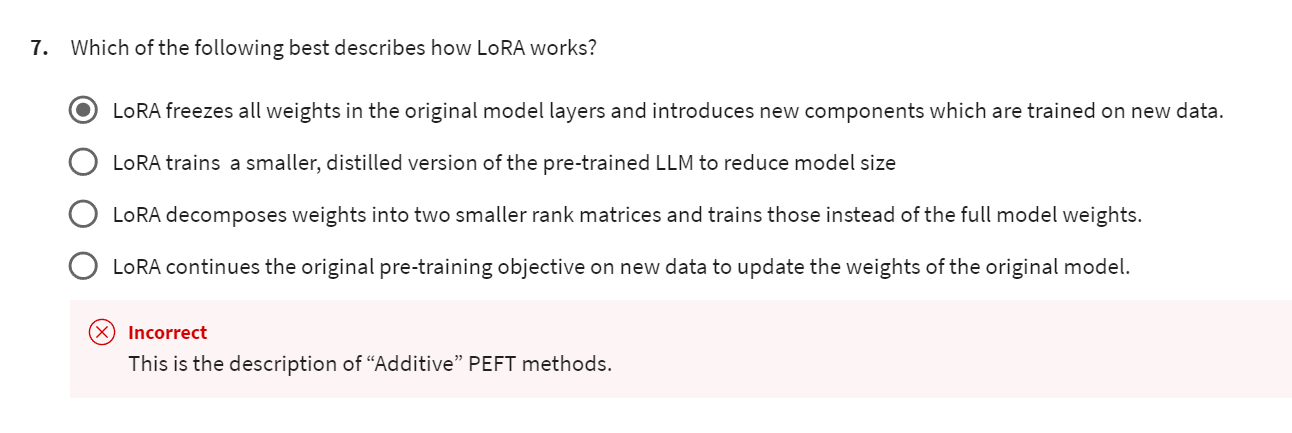 7. Which of the following best describes how LoRA works?
LoRA freezes all weights in the original model layers and introduces new components which are trained on new data.
LoRA trains  a smaller, distilled version of the pre-trained LLM to reduce model size
LoRA decomposes weights into two smaller rank matrices and trains those instead of the full model weights.
LoRA continues the original pre-training objective on new data to update the weights of the original model.
Incorrect
This is the description of “Additive” PEFT methods.